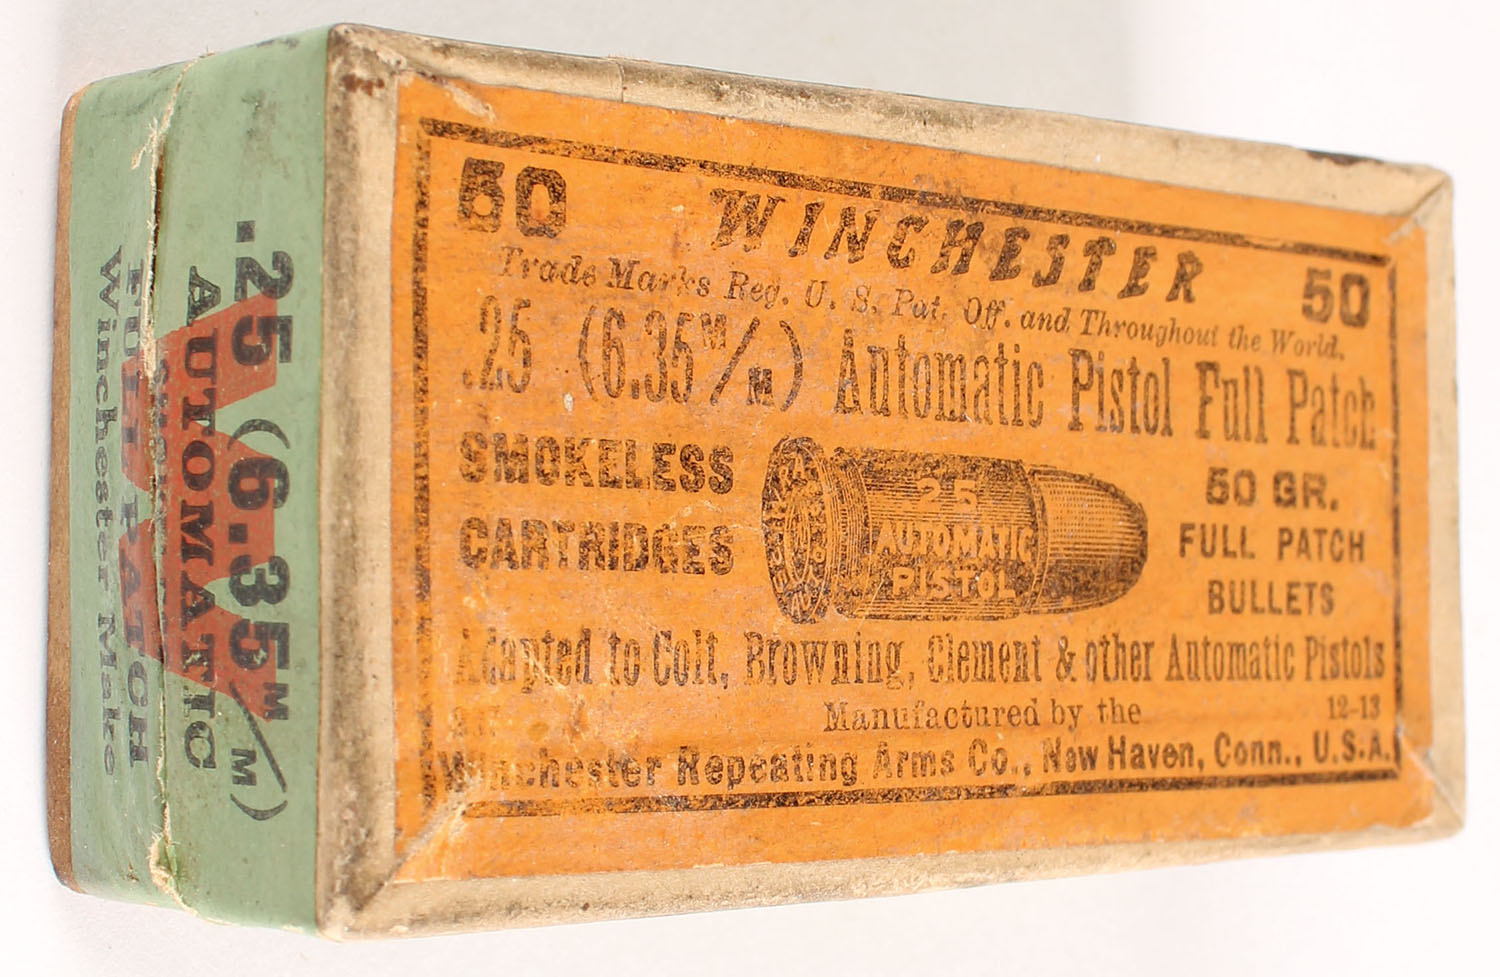 50 WINCHESTER 50
Trade Marks Reg. U. S. Pat. Off. and Throughout the World.
.25 (6.35 M/M) Automatic Pistol Full Patch
SMOKELESS
CARTRIDGES
25
AUTOMATIC
PISTOL
50 GR.
FULL PATCH
BULLETS
Adapted to Colt, Browning, Clement & other Automatic Pistols
Manufactured by the
12-13
Winchester Repeating Arms Co., New Haven, Conn., U.S.A.
.25 (6.35 M/M)
AUTOMATIC
FULL PATCH
Winchester Make